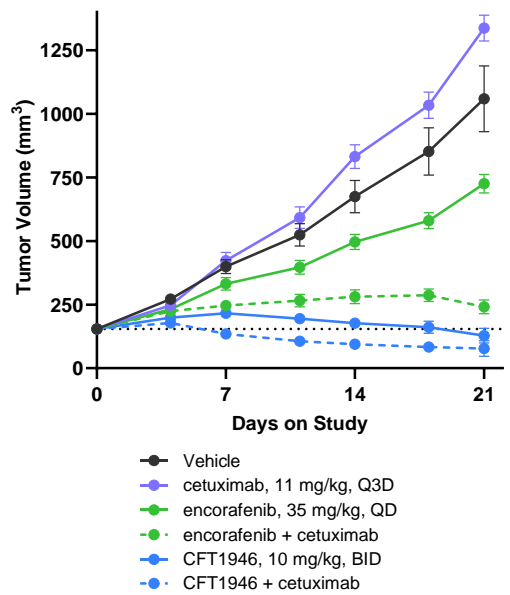 Tumor Volume (mm³)
1250
1000
750
500
250
0
0 7 14 21
Days on Study
Vehicle
cetuximab, 11 mg/kg, Q3D
encorafenib, 35 mg/kg, QD
encorafenib + cetuximab
CFT1946, 10 mg/kg, BID
CFT1946 + cetuximab